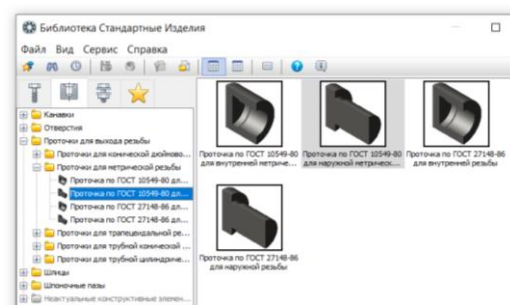 Библиотека Стандартные Изделия
Файл Вид Сервис Справка
Канавки
Отверстия
Проточки для выхода резьбы
Проточки для конической дюймово...
Проточки для метрической резьбы
Проточка по ГОСТ 10549-80 дл...
Проточка по ГОСТ 10549-80 дл...
Проточка по ГОСТ 27148-86 дл...
Проточка по ГОСТ 27148-86 дл...
Проточки для трапецеидальной ре...
Проточки для трубной конической ...
Проточки для трубной цилиндриче...
Шлицы
Шпоночные пазы
Неактуальные конструктивные элемен...
Проточка по ГОСТ 10549-80
для внутренней метриче...
Проточка по ГОСТ 10549-80
для наружной метрическ...
Проточка по ГОСТ 27148-86
для внутренней резьбы
Проточка по ГОСТ 27148-86
для наружной резьбы